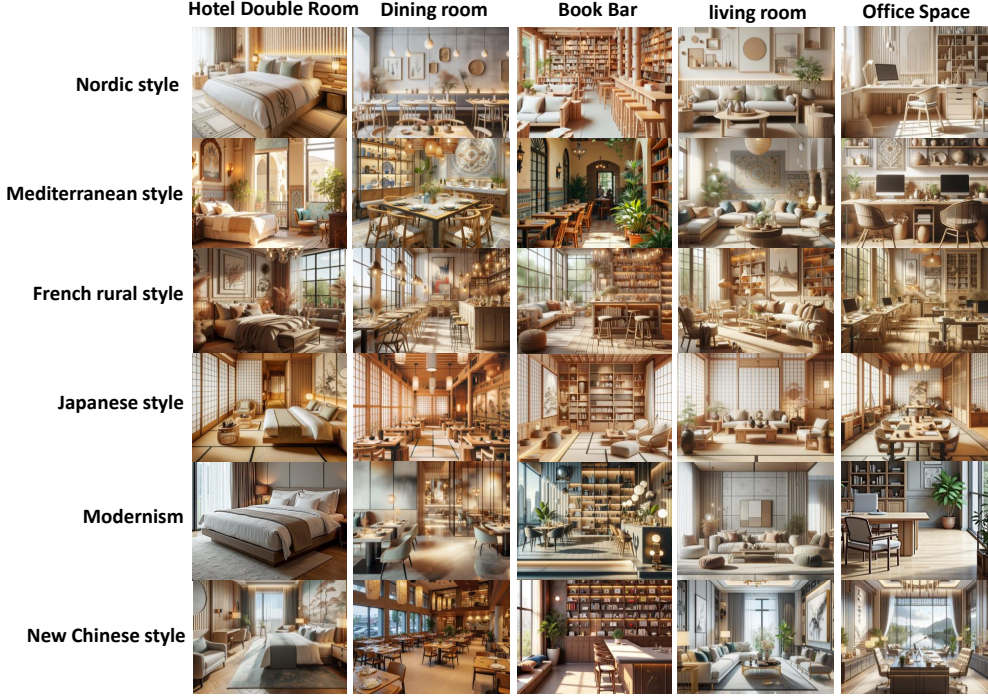 Hotel Double Room Dining room Book Bar living room Office Space
Nordic style
Mediterranean style
French rural style
Japanese style
Modernism
New Chinese style